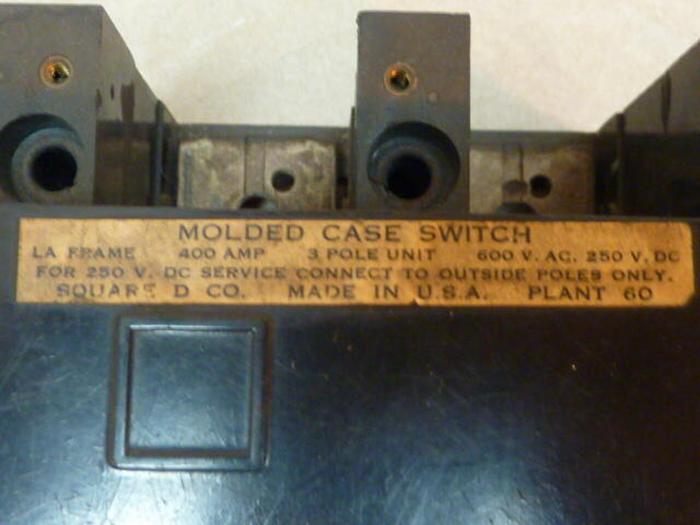 MOLDED CASE SWITCH
LA FRAME 400 AMP 3 POLE UNIT 600 V. AC. 250 V. DC
FOR 250 V. DC SERVICE CONNECT TO OUTSIDE POLES ONLY.
SQUARE D CO. MADE IN U.S.A. PLANT 60